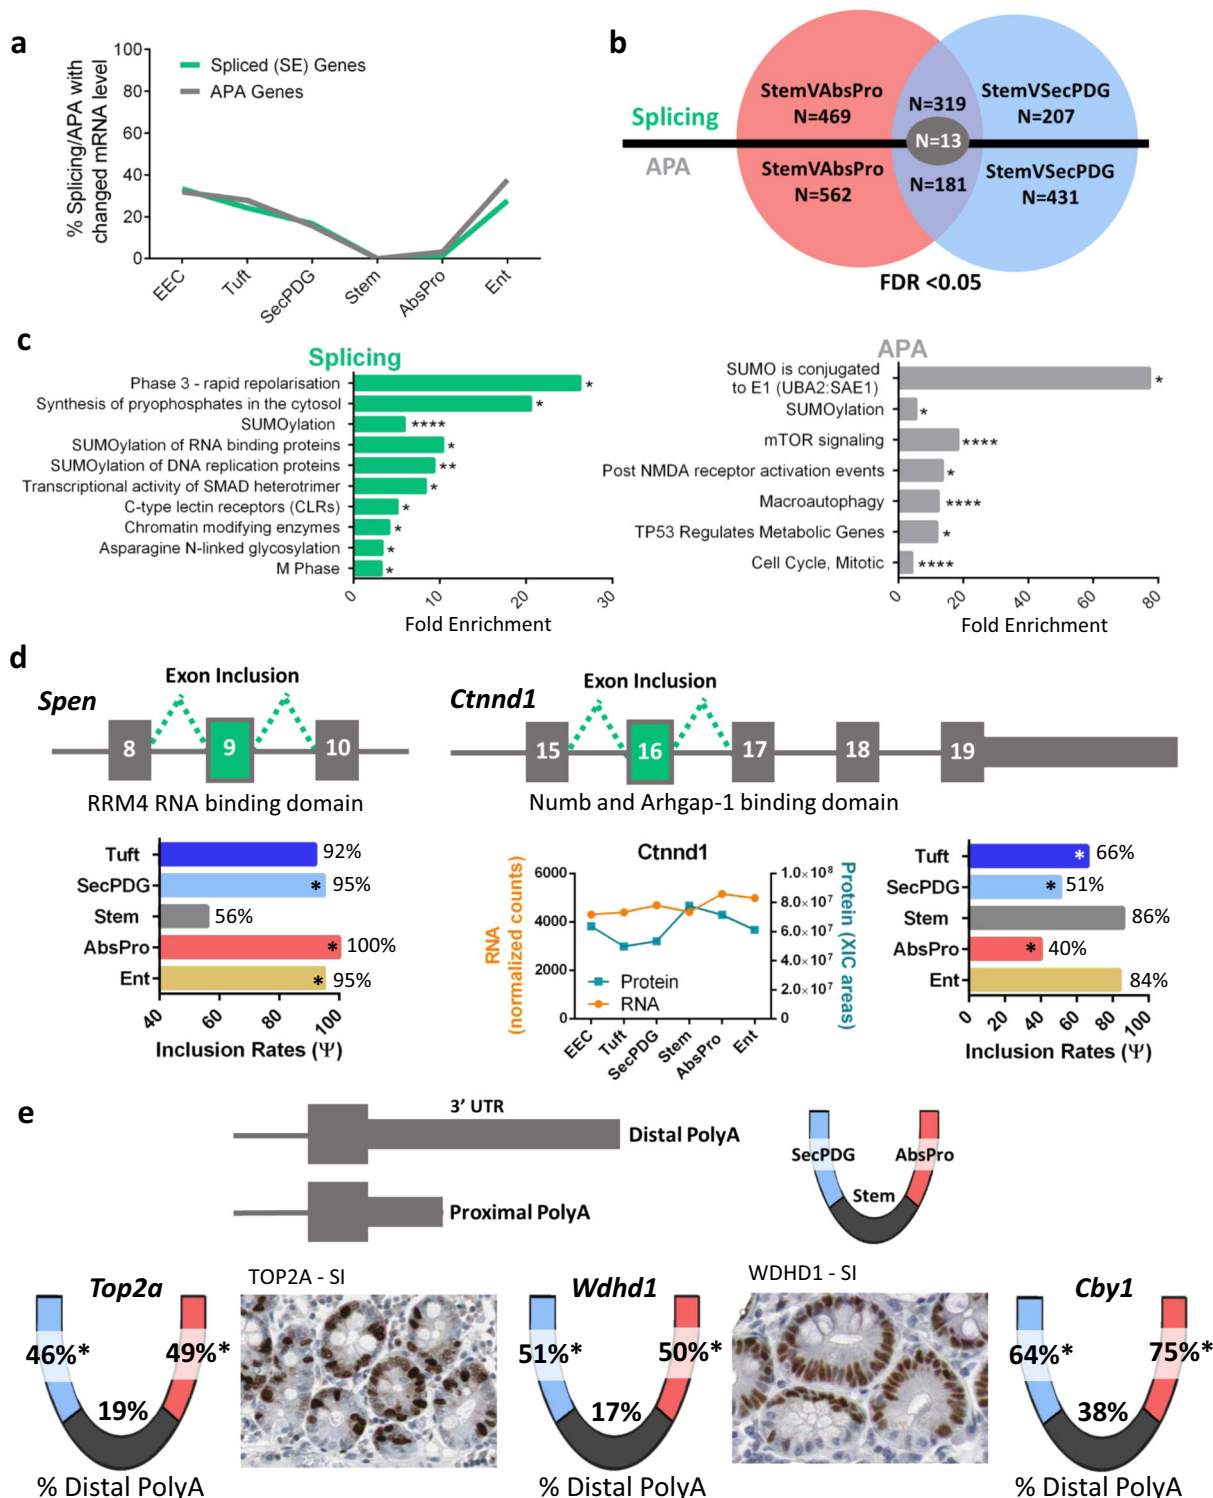 a
100
80
60
40
20
0
% Splicing/APA with
changed mRNA level
Spliced (SE) Genes
APA Genes
EEC
Tuft
SecPDG
Stem
AbsPro
Ent
b
Splicing
APA
StemVAbsPro
N=469
N=319
StemVSecPDG
N=207
N=13
StemVAbsPro
N=562
N=181
StemVSecPDG
N=431
FDR <0.05
c
Splicing
Phase 3 - rapid repolarisation *
Synthesis of pryophosphates in the cytosol *
SUMOylation ****
SUMOylation of RNA binding proteins *
SUMOylation of DNA replication proteins **
Transcriptional activity of SMAD heterotrimer *
C-type lectin receptors (CLRs) *
Chromatin modifying enzymes *
Asparagine N-linked glycosylation *
M Phase *
0 10 20 30
Fold Enrichment
APA
SUMO is conjugated
to E1 (UBA2:SAE1) *
SUMOylation *
mTOR signaling ****
Post NMDA receptor activation events *
Macroautophagy ****
TP53 Regulates Metabolic Genes *
Cell Cycle, Mitotic ****
0 20 40 60 80
Fold Enrichment
d
Spen
Exon Inclusion
8 9 10
RRM4 RNA binding domain
Tuft 92%
SecPDG * 95%
Stem 56%
AbsPro * 100%
Ent * 95%
40 60 80 100
Inclusion Rates (Ψ)
Ctnnd1
Exon Inclusion
15 16 17 18 19
Numb and Arhgap-1 binding domain
Ctnnd1
RNA
(normalized counts)
6000
4000
2000
0
Protein
RNA
1.0×10⁸
8.0×10⁷
6.0×10⁷
4.0×10⁷
2.0×10⁷
0
Protein (XIC areas)
EEC
Tuft
SecPDG
Stem
AbsPro
Ent
Tuft * 66%
SecPDG * 51%
Stem 86%
AbsPro * 40%
Ent 84%
0 20 40 60 80 100
Inclusion Rates (Ψ)
e
3' UTR
Distal PolyA
Proximal PolyA
SecPDG
AbsPro
Stem
Top2a
46%*
49%*
19%
% Distal PolyA
TOP2A - SI
Wdhd1
51%*
50%*
17%
% Distal PolyA
WDHD1 - SI
Cby1
64%*
75%*
38%
% Distal PolyA